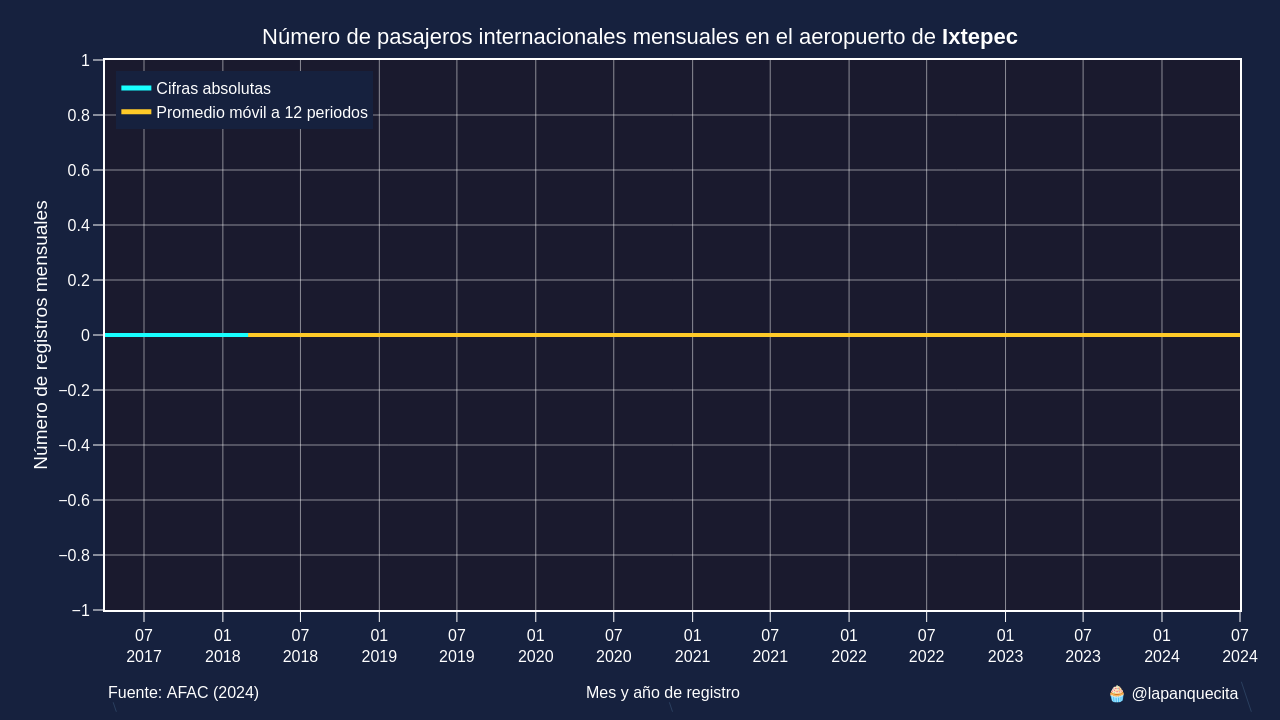 Número de pasajeros internacionales mensuales en el aeropuerto de Ixtepec
Cifras absolutas
Promedio móvil a 12 periodos
Número de registros mensuales
1
0.8
0.6
0.4
0.2
0
−0.2
−0.4
−0.6
−0.8
−1
07 01 07 01 07 01 07 01 07 01 07 01 07 01 07
2017 2018 2018 2019 2019 2020 2020 2021 2021 2022 2022 2023 2023 2024 2024
Fuente: AFAC (2024)
Mes y año de registro
🧁 @lapanquecita